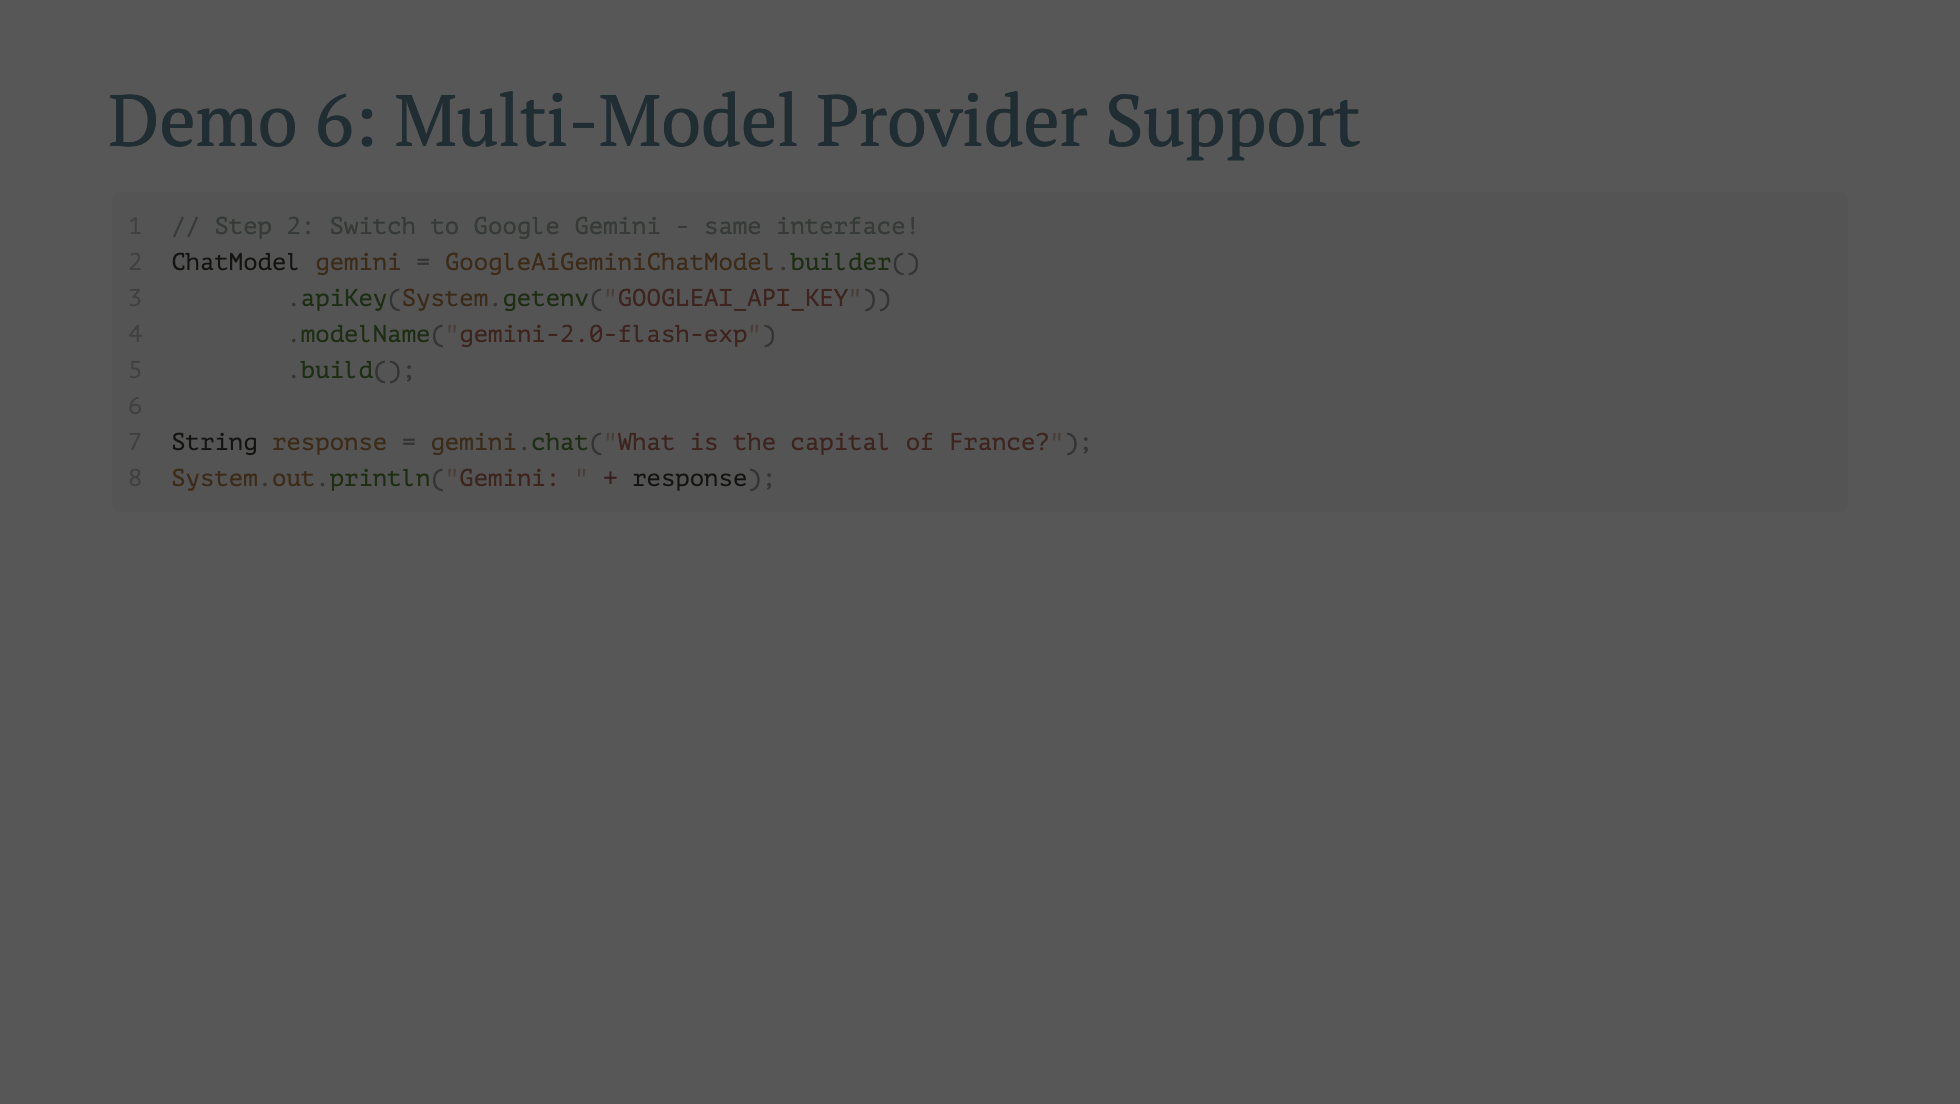 Demo 6: Multi-Model Provider Support
1 // Step 2: Switch to Google Gemini - same interface!
2 ChatModel gemini = GoogleAiGeminiChatModel.builder()
3         .apiKey(System.getenv("GOOGLEAI_API_KEY"))
4         .modelName("gemini-2.0-flash-exp")
5         .build();
6
7 String response = gemini.chat("What is the capital of France?");
8 System.out.println("Gemini: " + response);